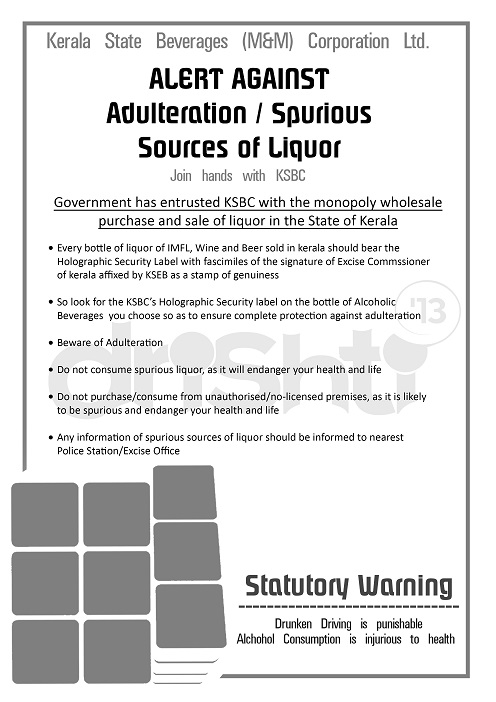 Kerala State Beverages (M&M) Corporation Ltd.
ALERT AGAINST
Adulteration / Spurious
Sources of Liquor
Join hands with KSBC
Government has entrusted KSBC with the monopoly wholesale
purchase and sale of liquor in the State of Kerala
• Every bottle of liquor of IMFL, Wine and Beer sold in kerala should bear the
Holographic Security Label with fascimiles of the signature of Excise Commssioner
of kerala affixed by KSEB as a stamp of genuiness
• So look for the KSBC's Holographic Security label on the bottle of Alcoholic
Beverages you choose so as to ensure complete protection against adulteration
'13
• Beware of Adulteration
drishti
• Do not consume spurious liquor, as it will endanger your health and life
• Do not purchase/consume from unauthorised/no-licensed premises, as it is likely
to be spurious and endanger your health and life
• Any information of spurious sources of liquor should be informed to nearest
Police Station/Excise Office
Statutory Warning
Drunken Driving is punishable
Alchohol Consumption is injurious to health